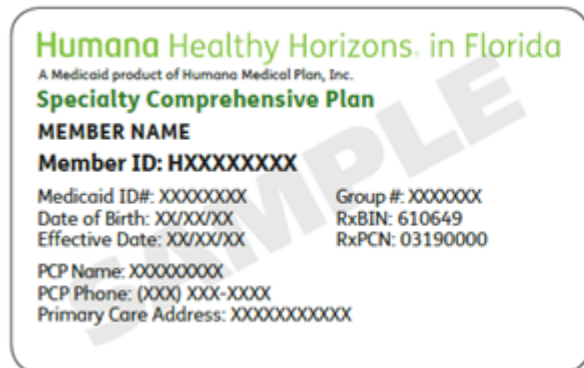 Humana Healthy Horizons® in Florida
A Medicaid product of Humana Medical Plan, Inc.
Specialty Comprehensive Plan
MEMBER NAME
Member ID: HXXXXXXXX
Medicaid ID#: XXXXXXXX Group #: XXXXXXX
Date of Birth: XX/XX/XX RxBIN: 610649
Effective Date: XX/XX/XX RxPCN: 03190000
PCP Name: XXXXXXXXX
PCP Phone: (XXX) XXX-XXXX
Primary Care Address: XXXXXXXXXXX
SAMPLE